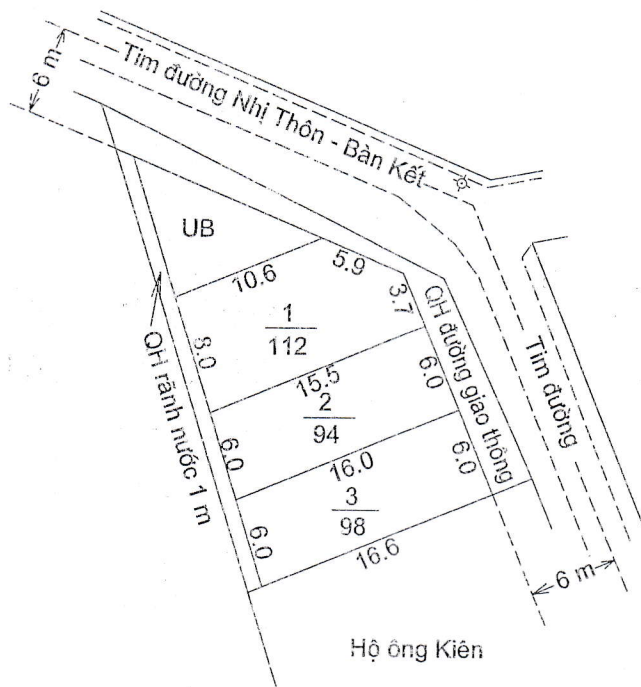 6 m
Tim đường Nhị Thôn - Bàn Kết
UB
10.6
5.9
3.7
8.0
1
112
QH rãnh nước 1 m
QH đường giao thông
Tim đường
15.5
6.0
2
94
6.0
16.0
6.0
3
98
6.0
16.6
6 m
Hộ ông Kiên